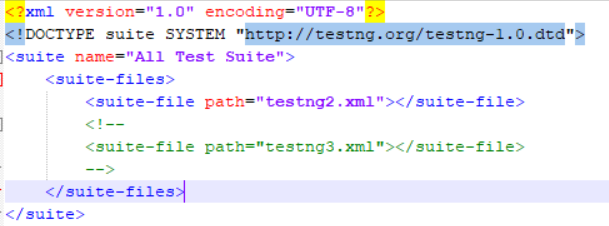 <?xml version="1.0" encoding="UTF-8"?>
<!DOCTYPE suite SYSTEM "http://testng.org/testng-1.0.dtd">
<suite name="All Test Suite">
<suite-files>
<suite-file path="testng2.xml"></suite-file>
<!--
<suite-file path="testng3.xml"></suite-file>
-->
</suite-files>
</suite>